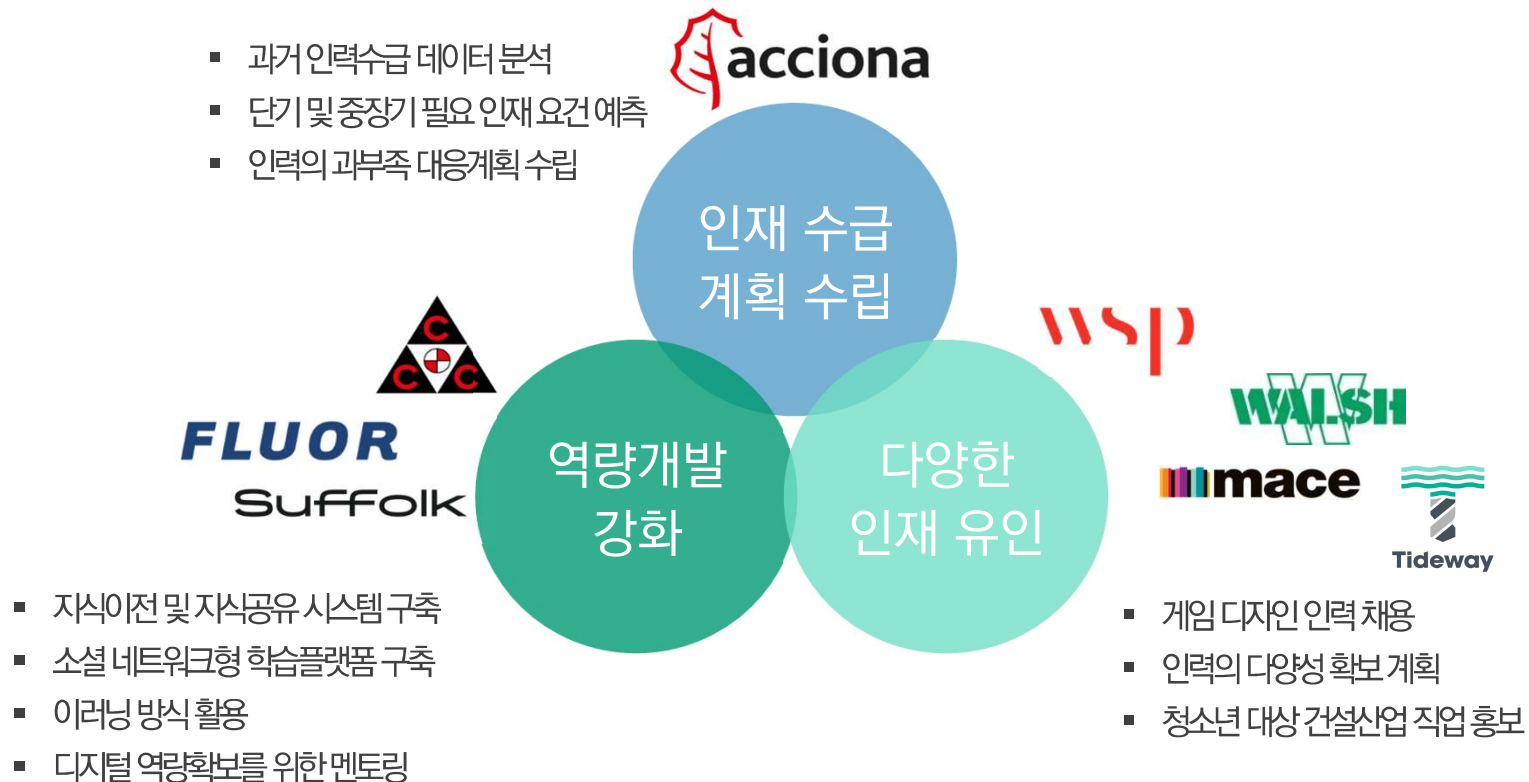 acciona
과거 인력수급 데이터 분석
단기 및 중장기 필요 인재 요건 예측
인력의 과부족 대응계획 수립
인재 수급
계획 수립
C
C C
FLUOR
Suffolk
역량개발
강화
다양한
인재 유인
wsp
WALSH
mace
Tideway
지식이전 및 지식공유 시스템 구축
소셜 네트워크형 학습플랫폼 구축
이러닝 방식 활용
디지털 역량확보를 위한 멘토링
게임 디자인 인력 채용
인력의 다양성 확보 계획
청소년 대상 건설산업 직업 홍보